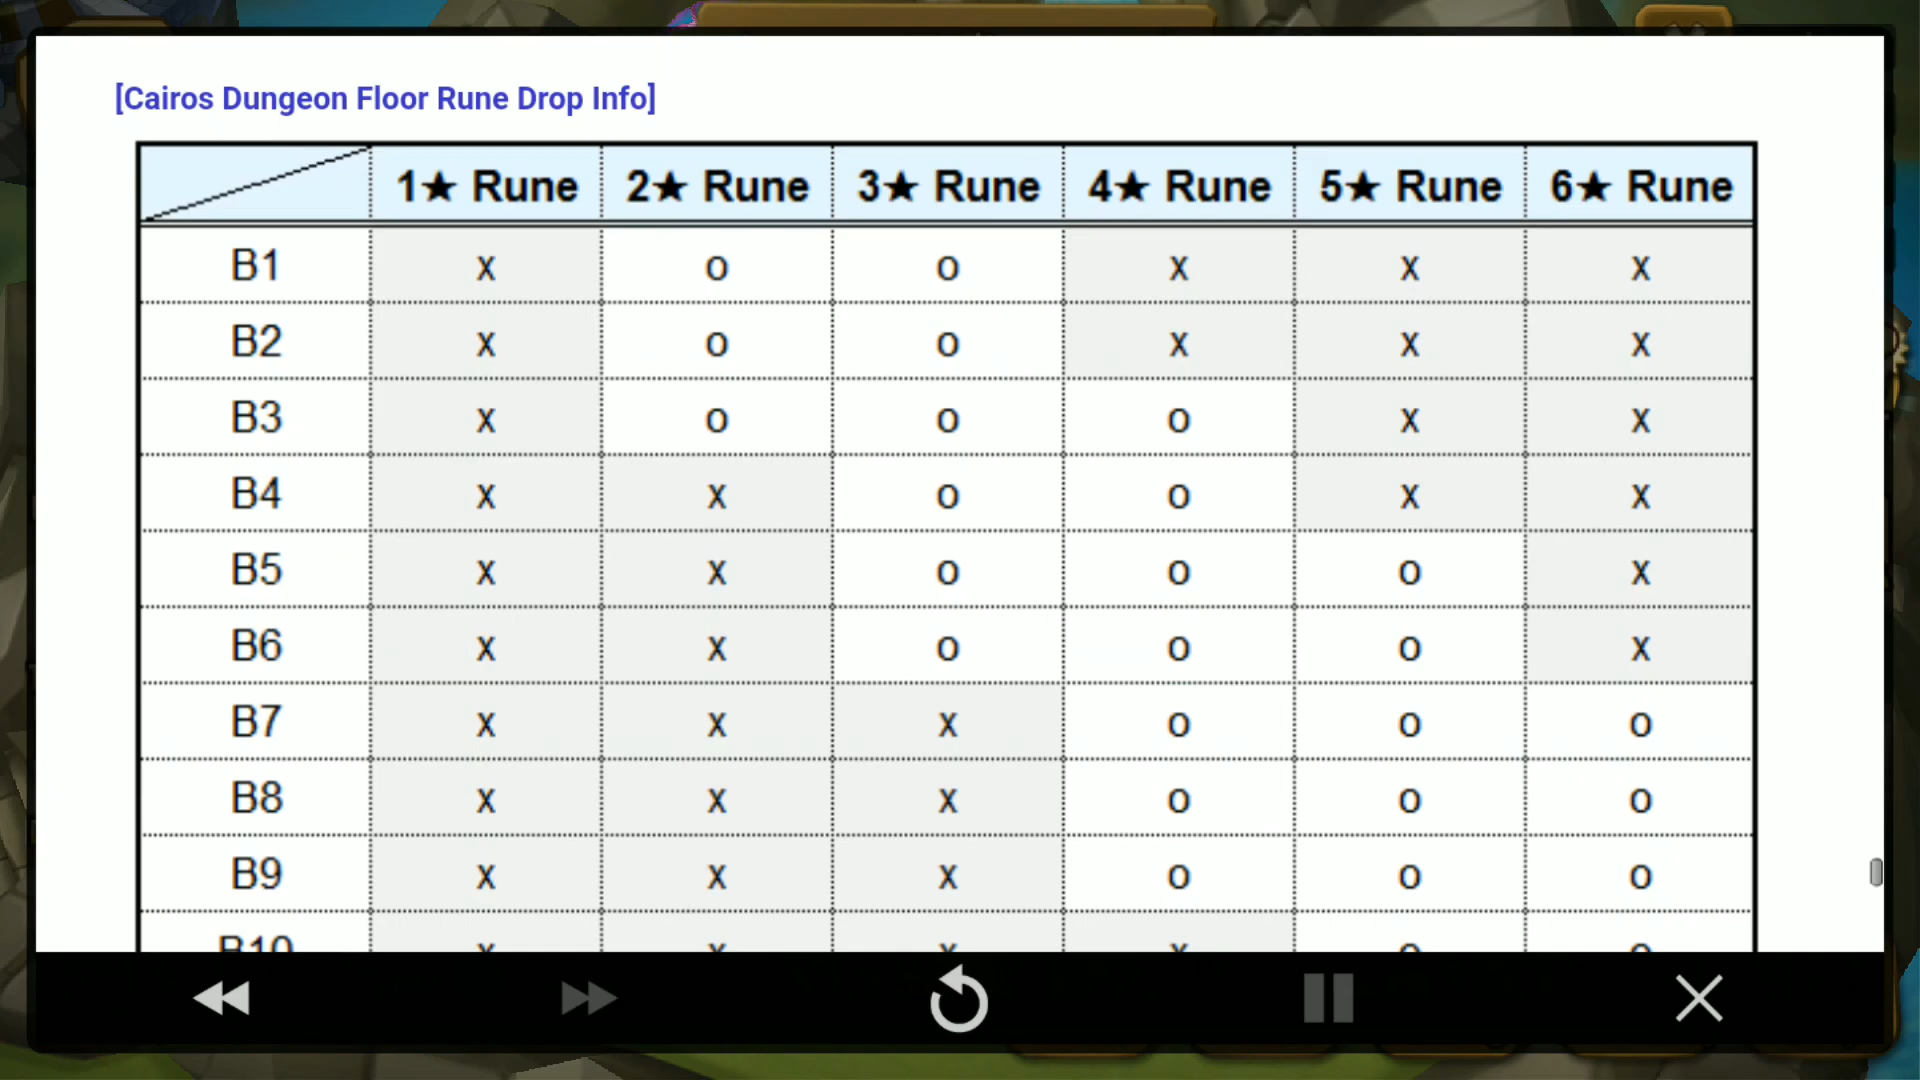 [Cairos Dungeon Floor Rune Drop Info]
1★ Rune 2★ Rune 3★ Rune 4★ Rune 5★ Rune 6★ Rune
B1 x o o x x x
B2 x o o x x x
B3 x o o o x x
B4 x x o o x x
B5 x x o o o x
B6 x x o o o x
B7 x x x o o o
B8 x x x o o o
B9 x x x o o o
B10 x x x x o o